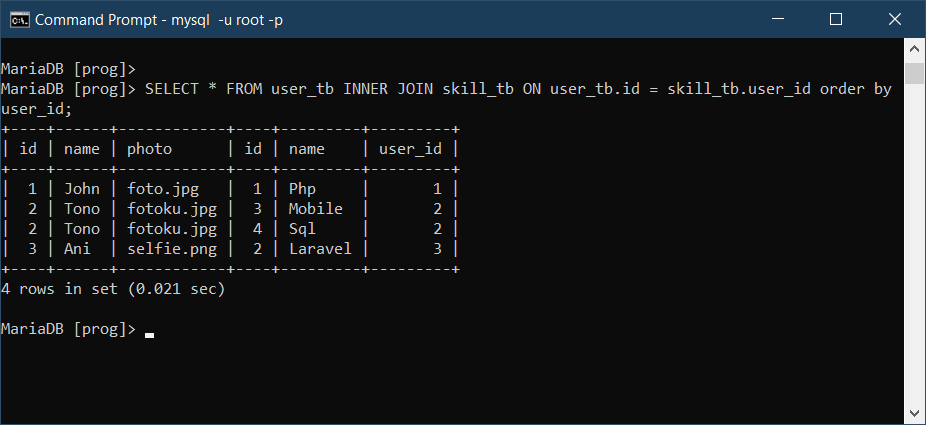 Command Prompt - mysql  -u root -p
MariaDB [prog]>
MariaDB [prog]> SELECT * FROM user_tb INNER JOIN skill_tb ON user_tb.id = skill_tb.user_id order by
user_id;
+----+------+------------+----+---------+---------+
| id | name | photo      | id | name    | user_id |
+----+------+------------+----+---------+---------+
|  1 | John | foto.jpg   |  1 | Php     |       1 |
|  2 | Tono | fotoku.jpg |  3 | Mobile  |       2 |
|  2 | Tono | fotoku.jpg |  4 | Sql     |       2 |
|  3 | Ani  | selfie.png |  2 | Laravel |       3 |
+----+------+------------+----+---------+---------+
4 rows in set (0.021 sec)
MariaDB [prog]>